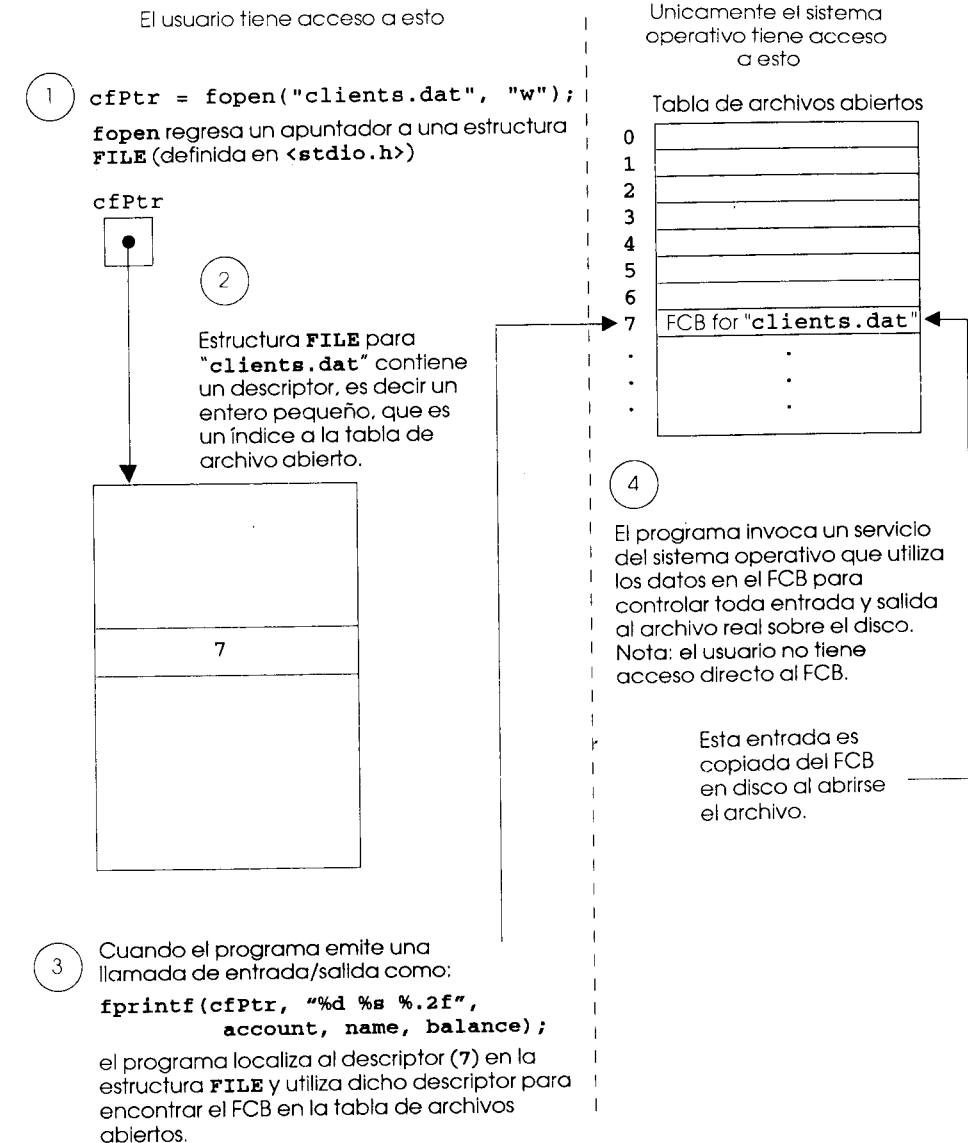 El usuario tiene acceso a esto
Unicamente el sistema
operativo tiene acceso
a esto
1
cfPtr = fopen("clients.dat", "w");
fopen regresa un apuntador a una estructura
FILE (definida en <stdio.h>)
cfPtr
2
Estructura FILE para
"clients.dat" contiene
un descriptor, es decir un
entero pequeño, que es
un índice a la tabla de
archivo abierto.
7
3
Cuando el programa emite una
llamada de entrada/salida como:
fprintf(cfPtr, "%d %s %.2f",
account, name, balance);
el programa localiza al descriptor (7) en la
estructura FILE y utiliza dicho descriptor para
encontrar el FCB en la tabla de archivos
abiertos.
Tabla de archivos abiertos
0
1
2
3
4
5
6
7 FCB for "clients.dat"
4
El programa invoca un servicio
del sistema operativo que utiliza
los datos en el FCB para
controlar toda entrada y salida
al archivo real sobre el disco.
Nota: el usuario no tiene
acceso directo al FCB.
Esta entrada es
copiada del FCB
en disco al abrirse
el archivo.